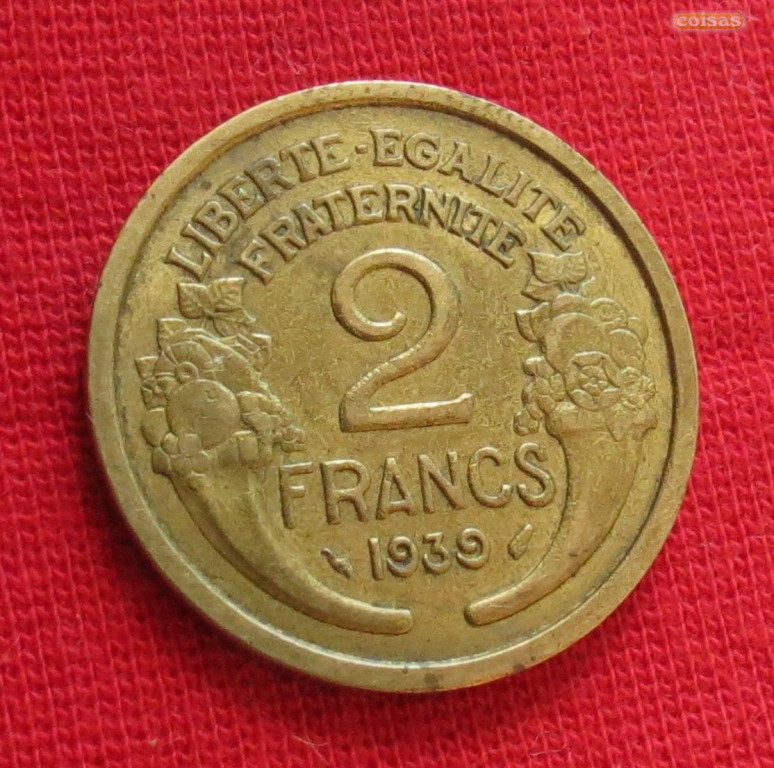 coisas
LIBERTE-EGALITE
FRATERNITE
2
FRANCS
1939